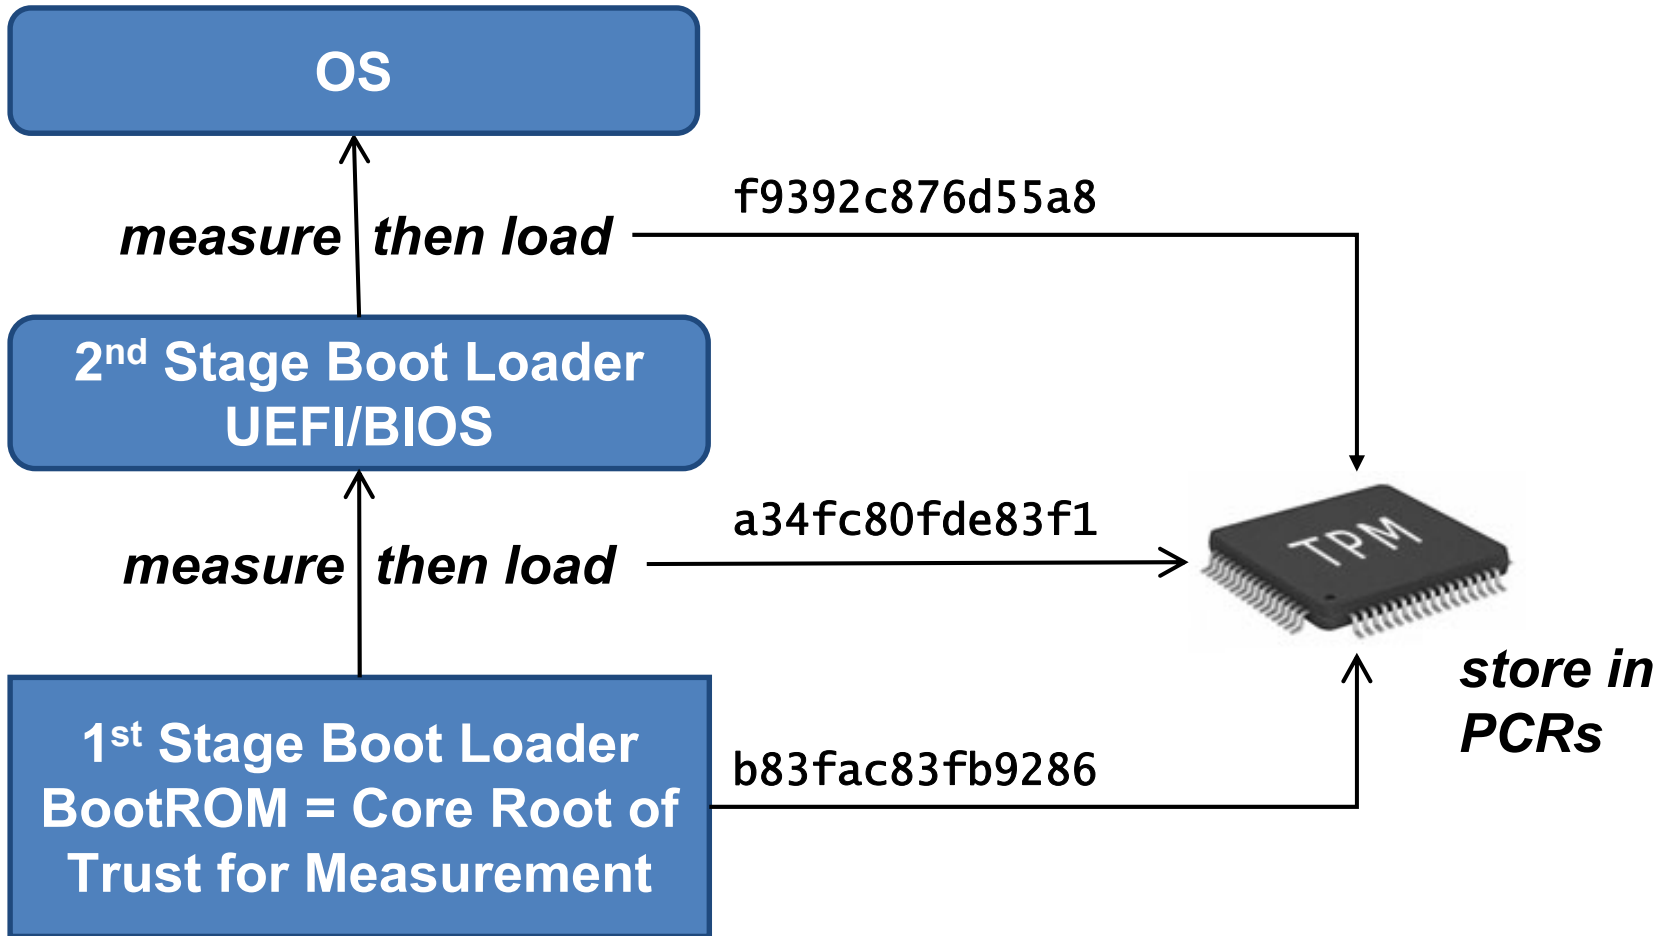 OS
f9392c876d55a8
measure then load
2nd Stage Boot Loader
UEFI/BIOS
a34fc80fde83f1
measure then load
TPM
store in
PCRs
1st Stage Boot Loader
BootROM = Core Root of
Trust for Measurement
b83fac83fb9286